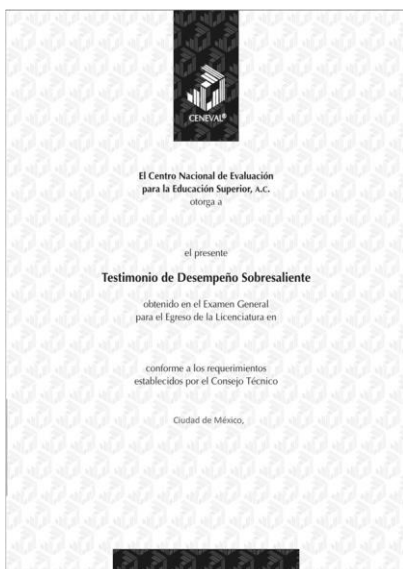 CENEVAL®
El Centro Nacional de Evaluación
para la Educación Superior, A.C.
otorga a
el presente
Testimonio de Desempeño Sobresaliente
obtenido en el Examen General
para el Egreso de la Licenciatura en
conforme a los requerimientos
establecidos por el Consejo Técnico
Ciudad de México,